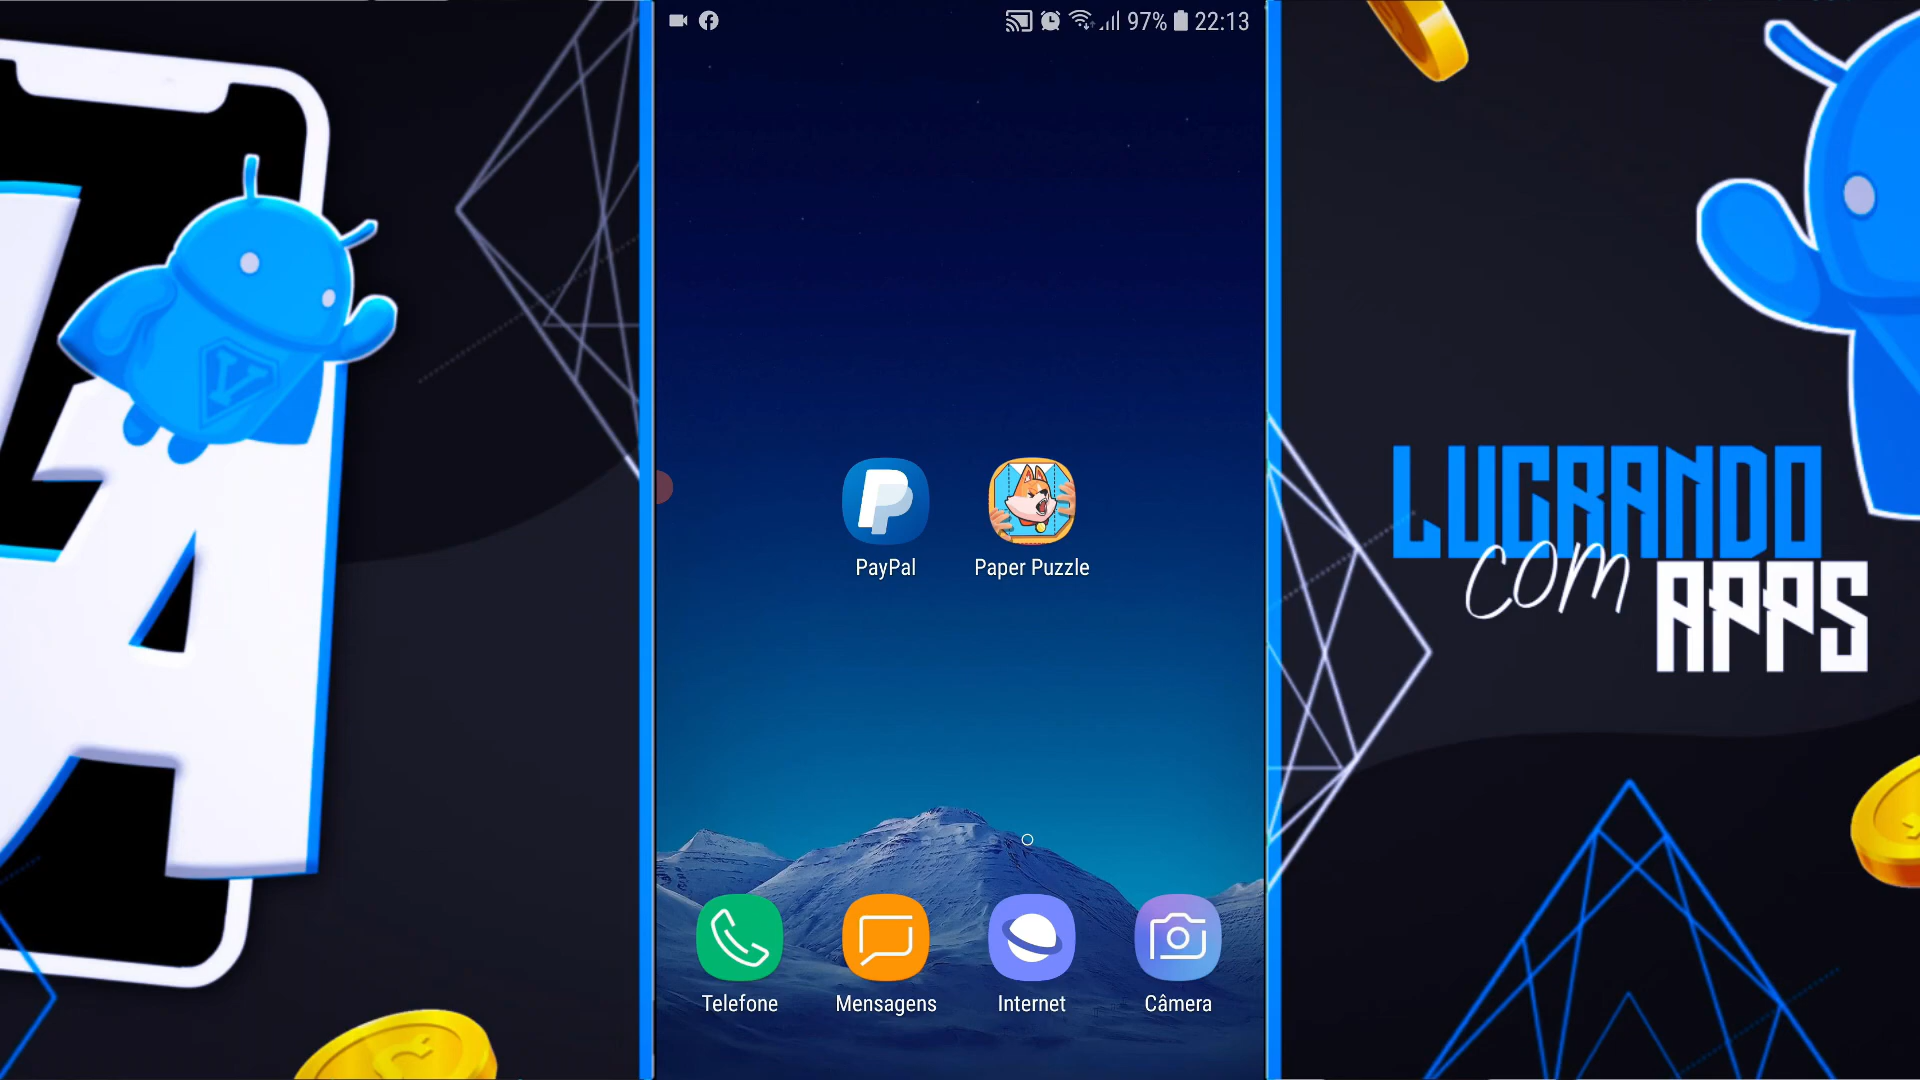 97% 22:13
PayPal Paper Puzzle
Telefone Mensagens Internet Câmera
LUCRANDO
com
APPS
A
V